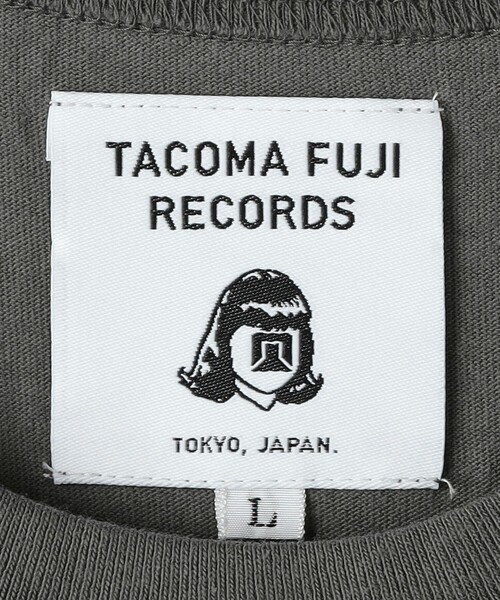 TACOMA FUJI
RECORDS
TOKYO, JAPAN.
L